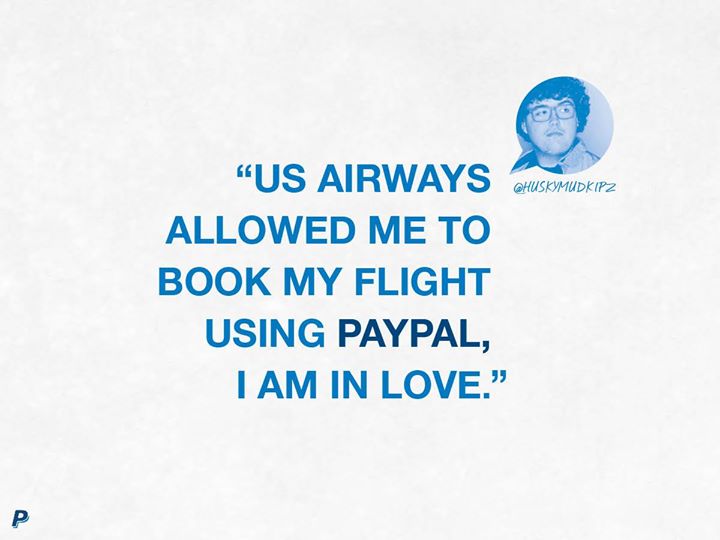 @HUSKYMUDKIPZ
“US AIRWAYS
ALLOWED ME TO
BOOK MY FLIGHT
USING PAYPAL,
I AM IN LOVE.”
P